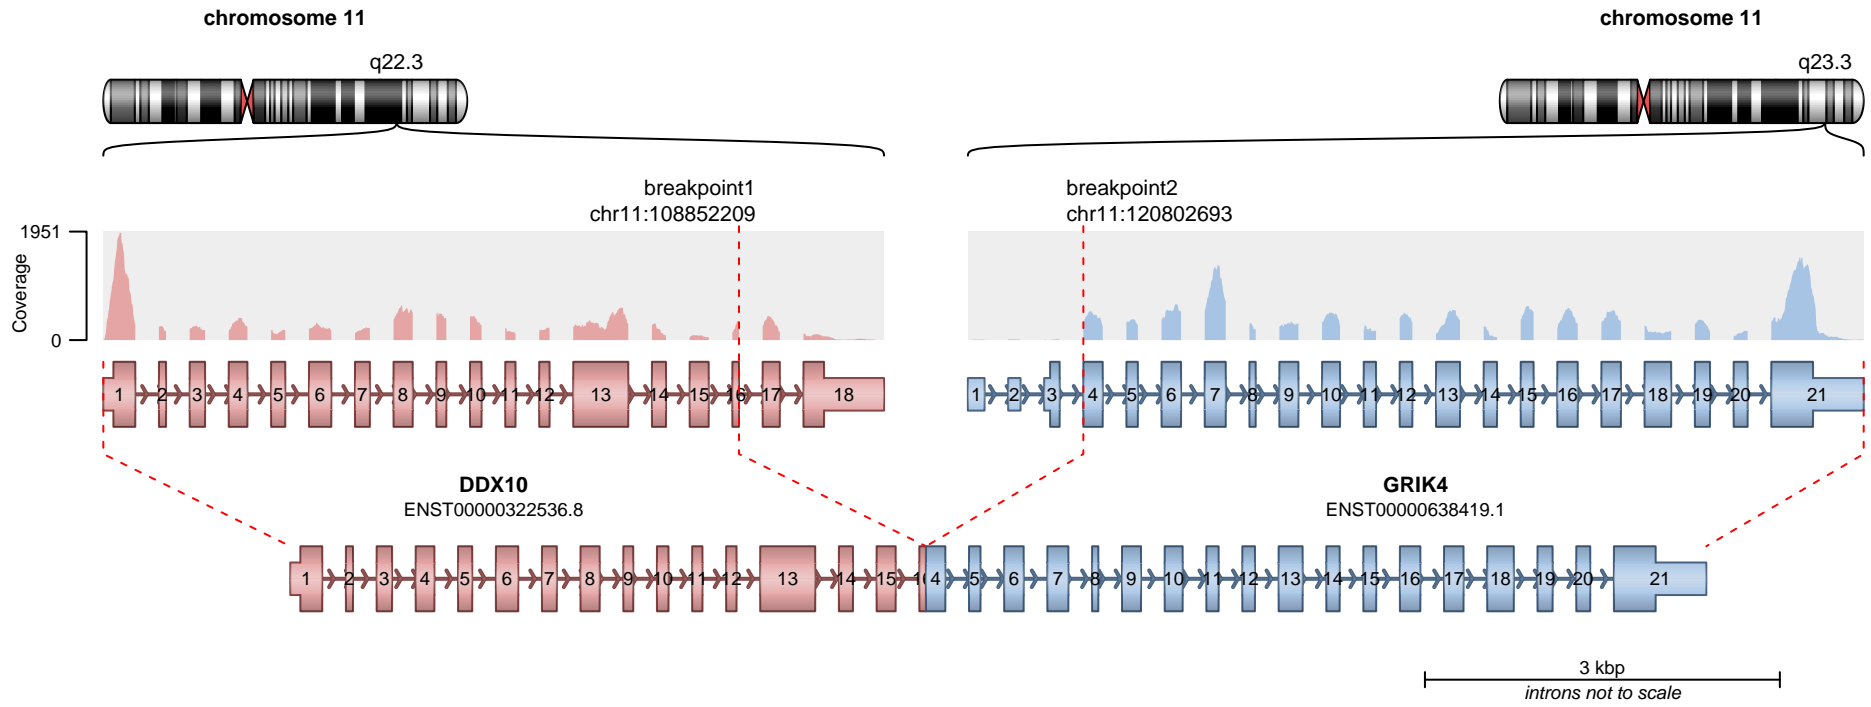 chromosome 11
chromosome 11
q22.3
q23.3
breakpoint1
chr11:108852209
breakpoint2
chr11:120802693
1951
Coverage
0
1 2 3 4 5 6 7 8 9 10 11 12 13 14 15 16 17 18
1 2 3 4 5 6 7 8 9 10 11 12 13 14 15 16 17 18 19 20 21
DDX10
ENST00000322536.8
GRIK4
ENST00000638419.1
1 2 3 4 5 6 7 8 9 10 11 12 13 14 15 16 4 5 6 7 8 9 10 11 12 13 14 15 16 17 18 19 20 21
3 kbp
introns not to scale